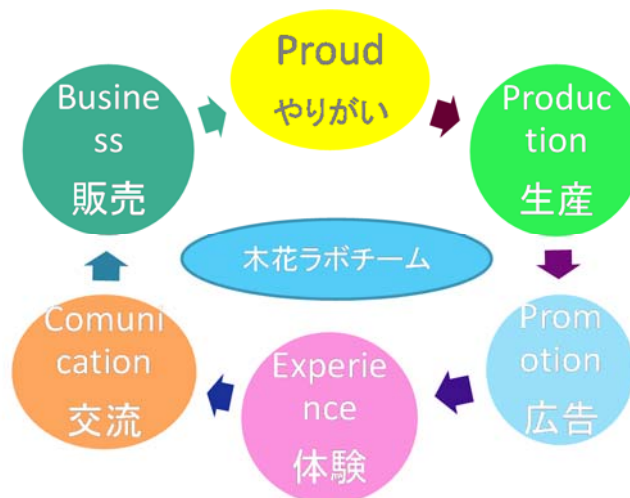 Proud
やりがい
Produc
tion
生産
Prom
otion
広告
Experie
nce
体験
Comuni
cation
交流
Busine
ss
販売
木花ラボチーム